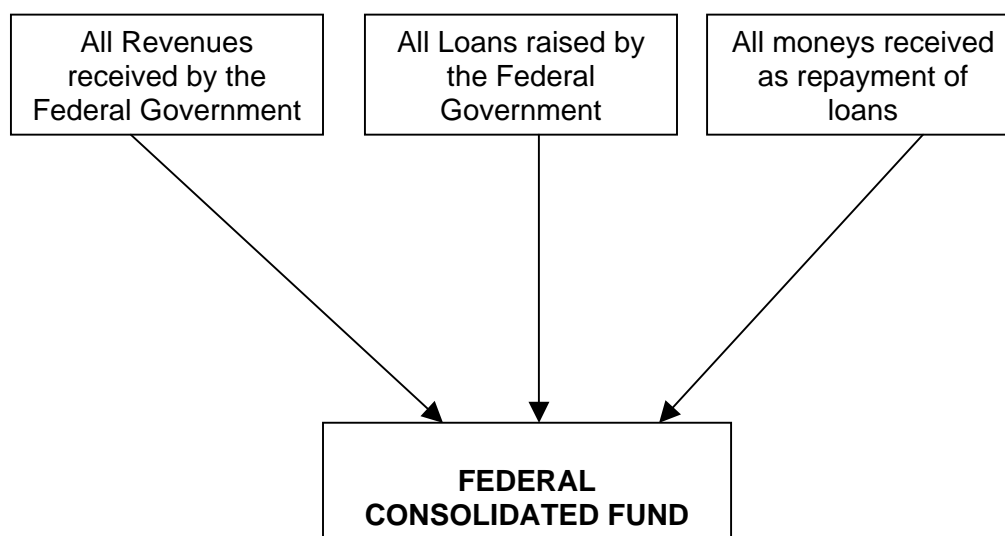 All Revenues
received by the
Federal Government
All Loans raised by
the Federal
Government
All moneys received
as repayment of
loans
FEDERAL
CONSOLIDATED FUND